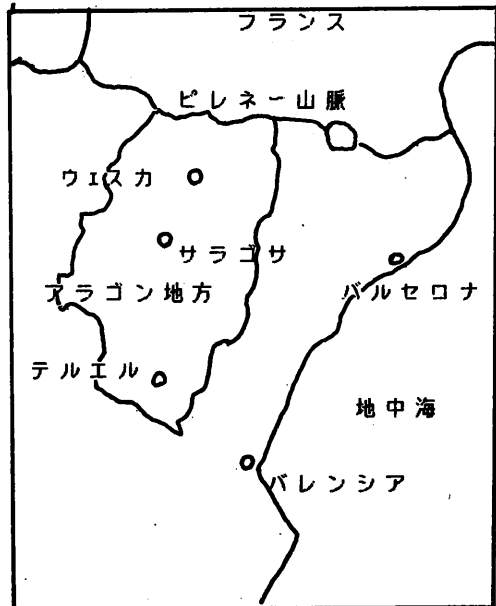 フランス
ピレネー山脈
ウェスカ
サラゴサ
アラゴン地方
バルセロナ
テルエル
地中海
バレンシア